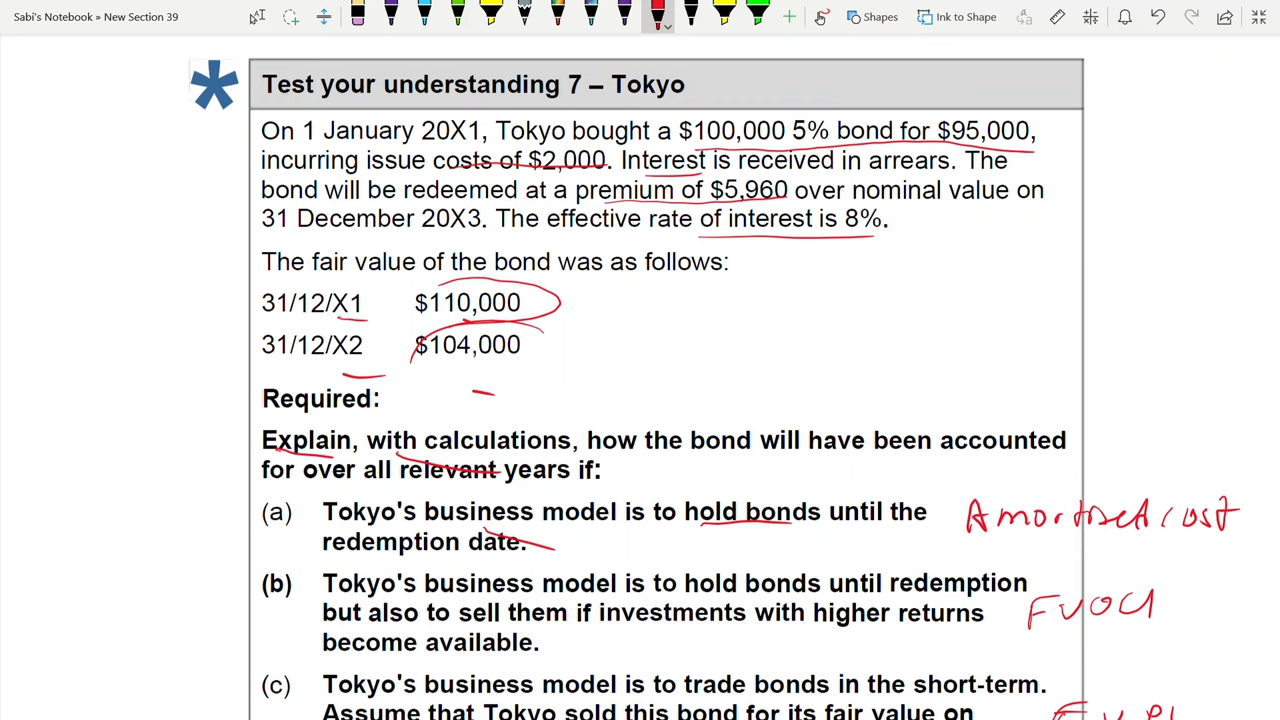 Sabi's Notebook » New Section 39
Shapes
Ink to Shape
Test your understanding 7 – Tokyo
On 1 January 20X1, Tokyo bought a $100,000 5% bond for $95,000,
incurring issue costs of $2,000. Interest is received in arrears. The
bond will be redeemed at a premium of $5,960 over nominal value on
31 December 20X3. The effective rate of interest is 8%.
The fair value of the bond was as follows:
31/12/X1 $110,000
31/12/X2 $104,000
Required:
Explain, with calculations, how the bond will have been accounted
for over all relevant years if:
(a) Tokyo's business model is to hold bonds until the
redemption date.
Amortised cost
(b) Tokyo's business model is to hold bonds until redemption
but also to sell them if investments with higher returns
become available.
FVOCI
(c) Tokyo's business model is to trade bonds in the short-term.
Assume that Tokyo sold this bond for its fair value on